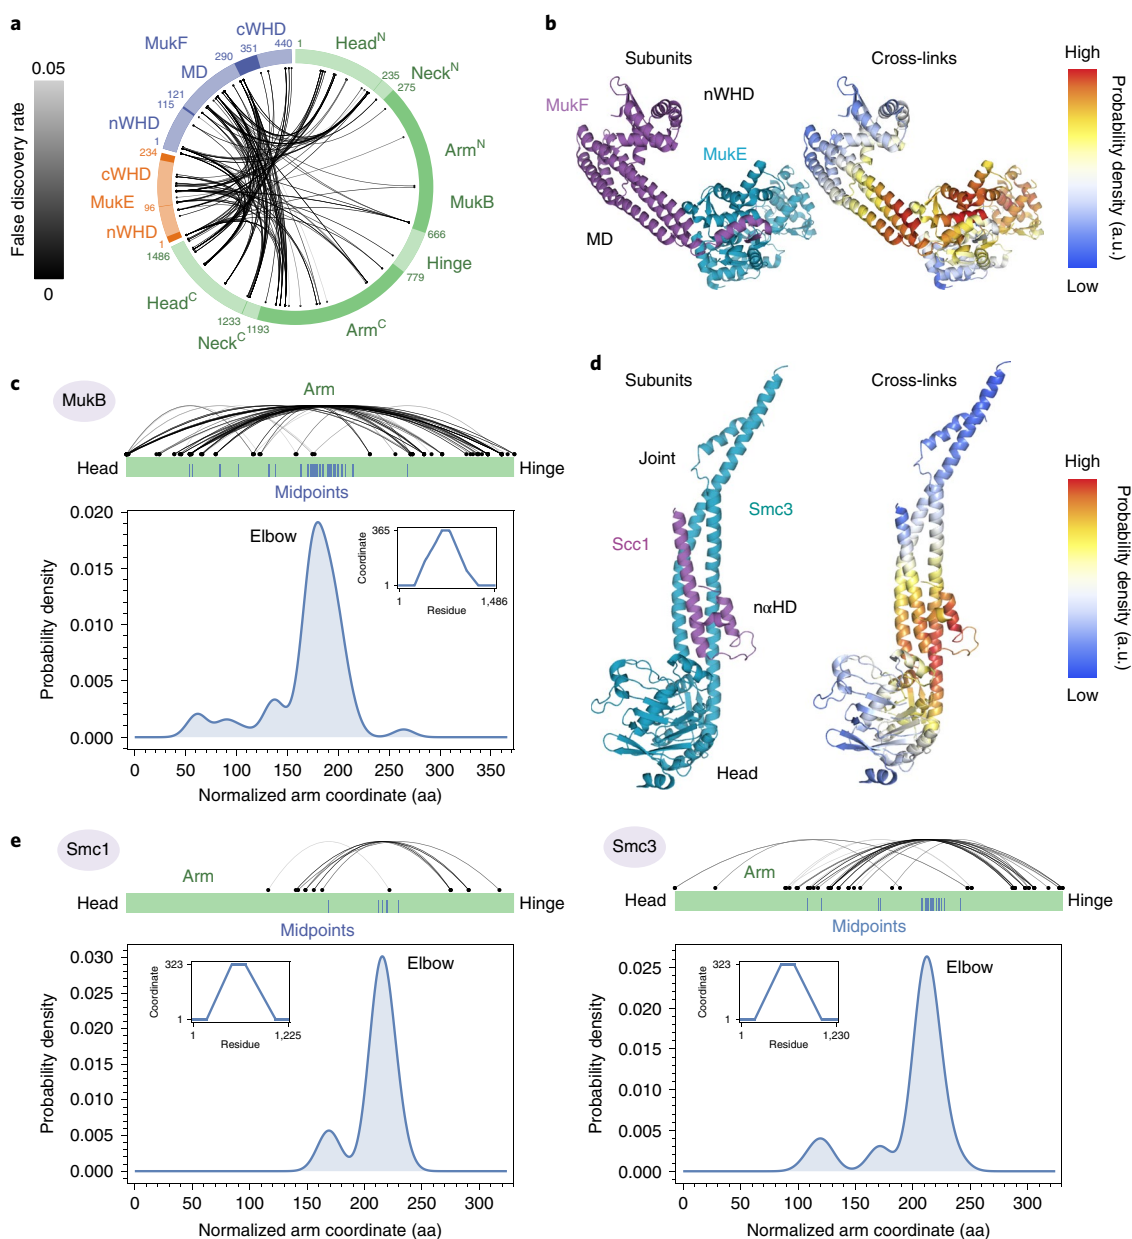 a
False discovery rate
0.05
0
MukF
cWHD
440
351
290
MD
121
115
nWHD
1
234
cWHD
MukE
96
nWHD
1
1486
Head^C
1233
Neck^C
1193
Arm^C
779
Hinge
666
MukB
Arm^N
275
Neck^N
235
Head^N
1
b
Subunits
Cross-links
MukF
nWHD
MukE
MD
High
Probability density (a.u.)
Low
c
MukB
Arm
Head
Hinge
Midpoints
Probability density
0.020
0.015
0.010
0.005
0.000
Elbow
Coordinate
365
1
1
1,486
Residue
0 50 100 150 200 250 300 350
Normalized arm coordinate (aa)
d
Subunits
Cross-links
Joint
Smc3
Scc1
nαHD
Head
High
Probability density (a.u.)
Low
e
Smc1
Arm
Head
Hinge
Midpoints
Probability density
0.030
0.025
0.020
0.015
0.010
0.005
0.000
Elbow
Coordinate
323
1
1
1,225
Residue
0 50 100 150 200 250 300
Normalized arm coordinate (aa)
Smc3
Arm
Head
Hinge
Midpoints
Probability density
0.025
0.020
0.015
0.010
0.005
0.000
Elbow
Coordinate
323
1
1
1,230
Residue
0 50 100 150 200 250 300
Normalized arm coordinate (aa)